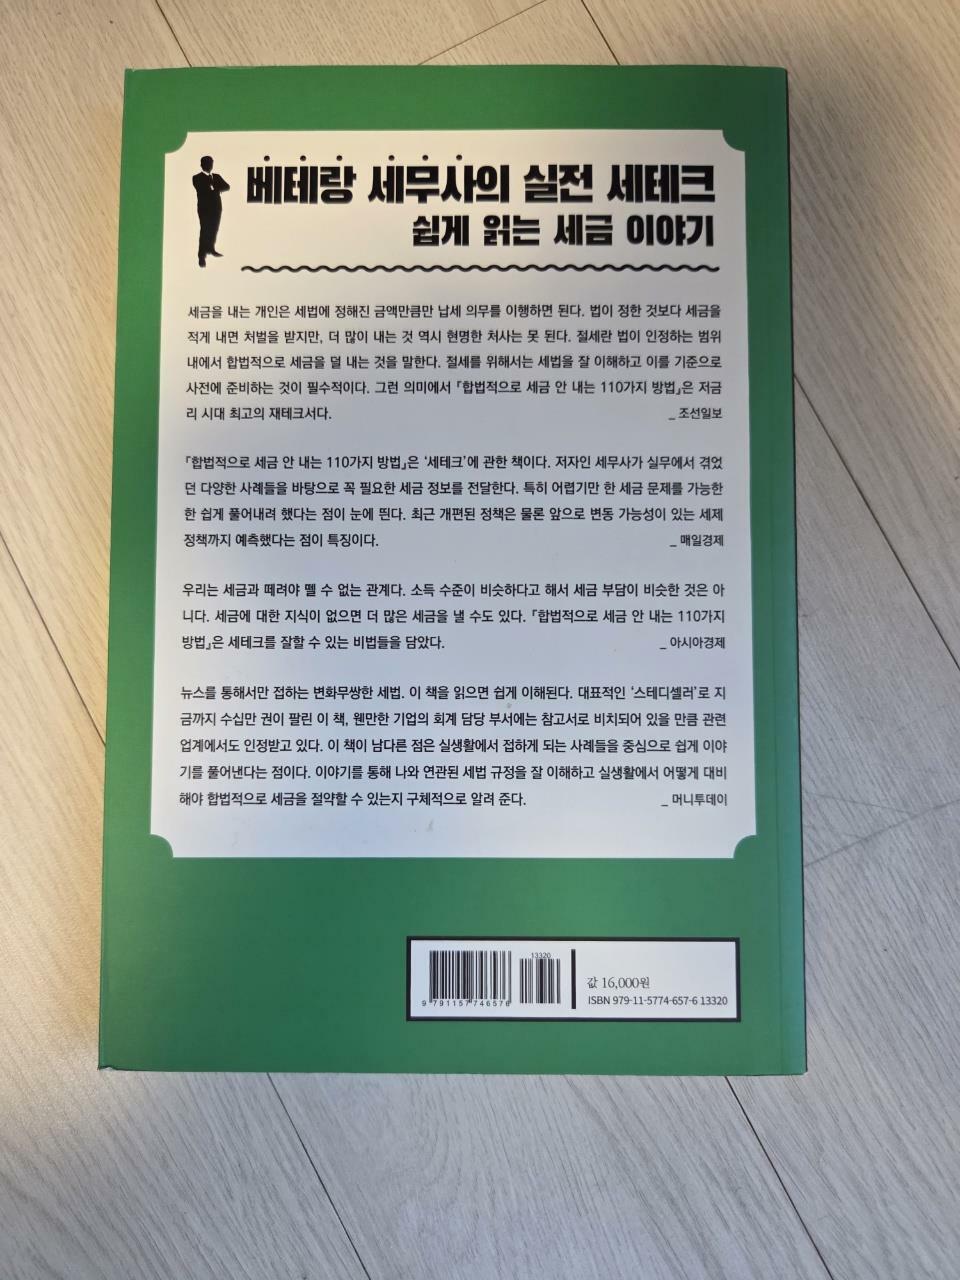 베테랑 세무사의 실전 세테크
쉽게 읽는 세금 이야기
세금을 내는 개인은 세법에 정해진 금액만큼만 납세 의무를 이행하면 된다. 법이 정한 것보다 세금을
적게 내면 처벌을 받지만, 더 많이 내는 것 역시 현명한 처사는 못 된다. 절세란 법이 인정하는 범위
내에서 합법적으로 세금을 덜 내는 것을 말한다. 절세를 위해서는 세법을 잘 이해하고 이를 기준으로
사전에 준비하는 것이 필수적이다. 그런 의미에서 『합법적으로 세금 안 내는 110가지 방법』은 저금
리 시대 최고의 재테크서다. _ 조선일보
『합법적으로 세금 안 내는 110가지 방법』은 ‘세테크’에 관한 책이다. 저자인 세무사가 실무에서 겪었
던 다양한 사례들을 바탕으로 꼭 필요한 세금 정보를 전달한다. 특히 어렵기만 한 세금 문제를 가능한
한 쉽게 풀어내려 했다는 점이 눈에 띈다. 최근 개편된 정책은 물론 앞으로 변동 가능성이 있는 세제
정책까지 예측했다는 점이 특징이다. _ 매일경제
우리는 세금과 떼려야 뗄 수 없는 관계다. 소득 수준이 비슷하다고 해서 세금 부담이 비슷한 것은 아
니다. 세금에 대한 지식이 없으면 더 많은 세금을 낼 수도 있다. 『합법적으로 세금 안 내는 110가지
방법』은 세테크를 잘할 수 있는 비법들을 담았다. _ 아시아경제
뉴스를 통해서만 접하는 변화무쌍한 세법. 이 책을 읽으면 쉽게 이해된다. 대표적인 ‘스테디셀러’로 지
금까지 수십만 권이 팔린 이 책, 웬만한 기업의 회계 담당 부서에는 참고서로 비치되어 있을 만큼 관련
업계에서도 인정받고 있다. 이 책이 남다른 점은 실생활에서 접하게 되는 사례들을 중심으로 쉽게 이야
기를 풀어낸다는 점이다. 이야기를 통해 나와 연관된 세법 규정을 잘 이해하고 실생활에서 어떻게 대비
해야 합법적으로 세금을 절약할 수 있는지 구체적으로 알려 준다. _ 머니투데이
13320
9 791157 746576
값 16,000원
ISBN 979-11-5774-657-6 13320